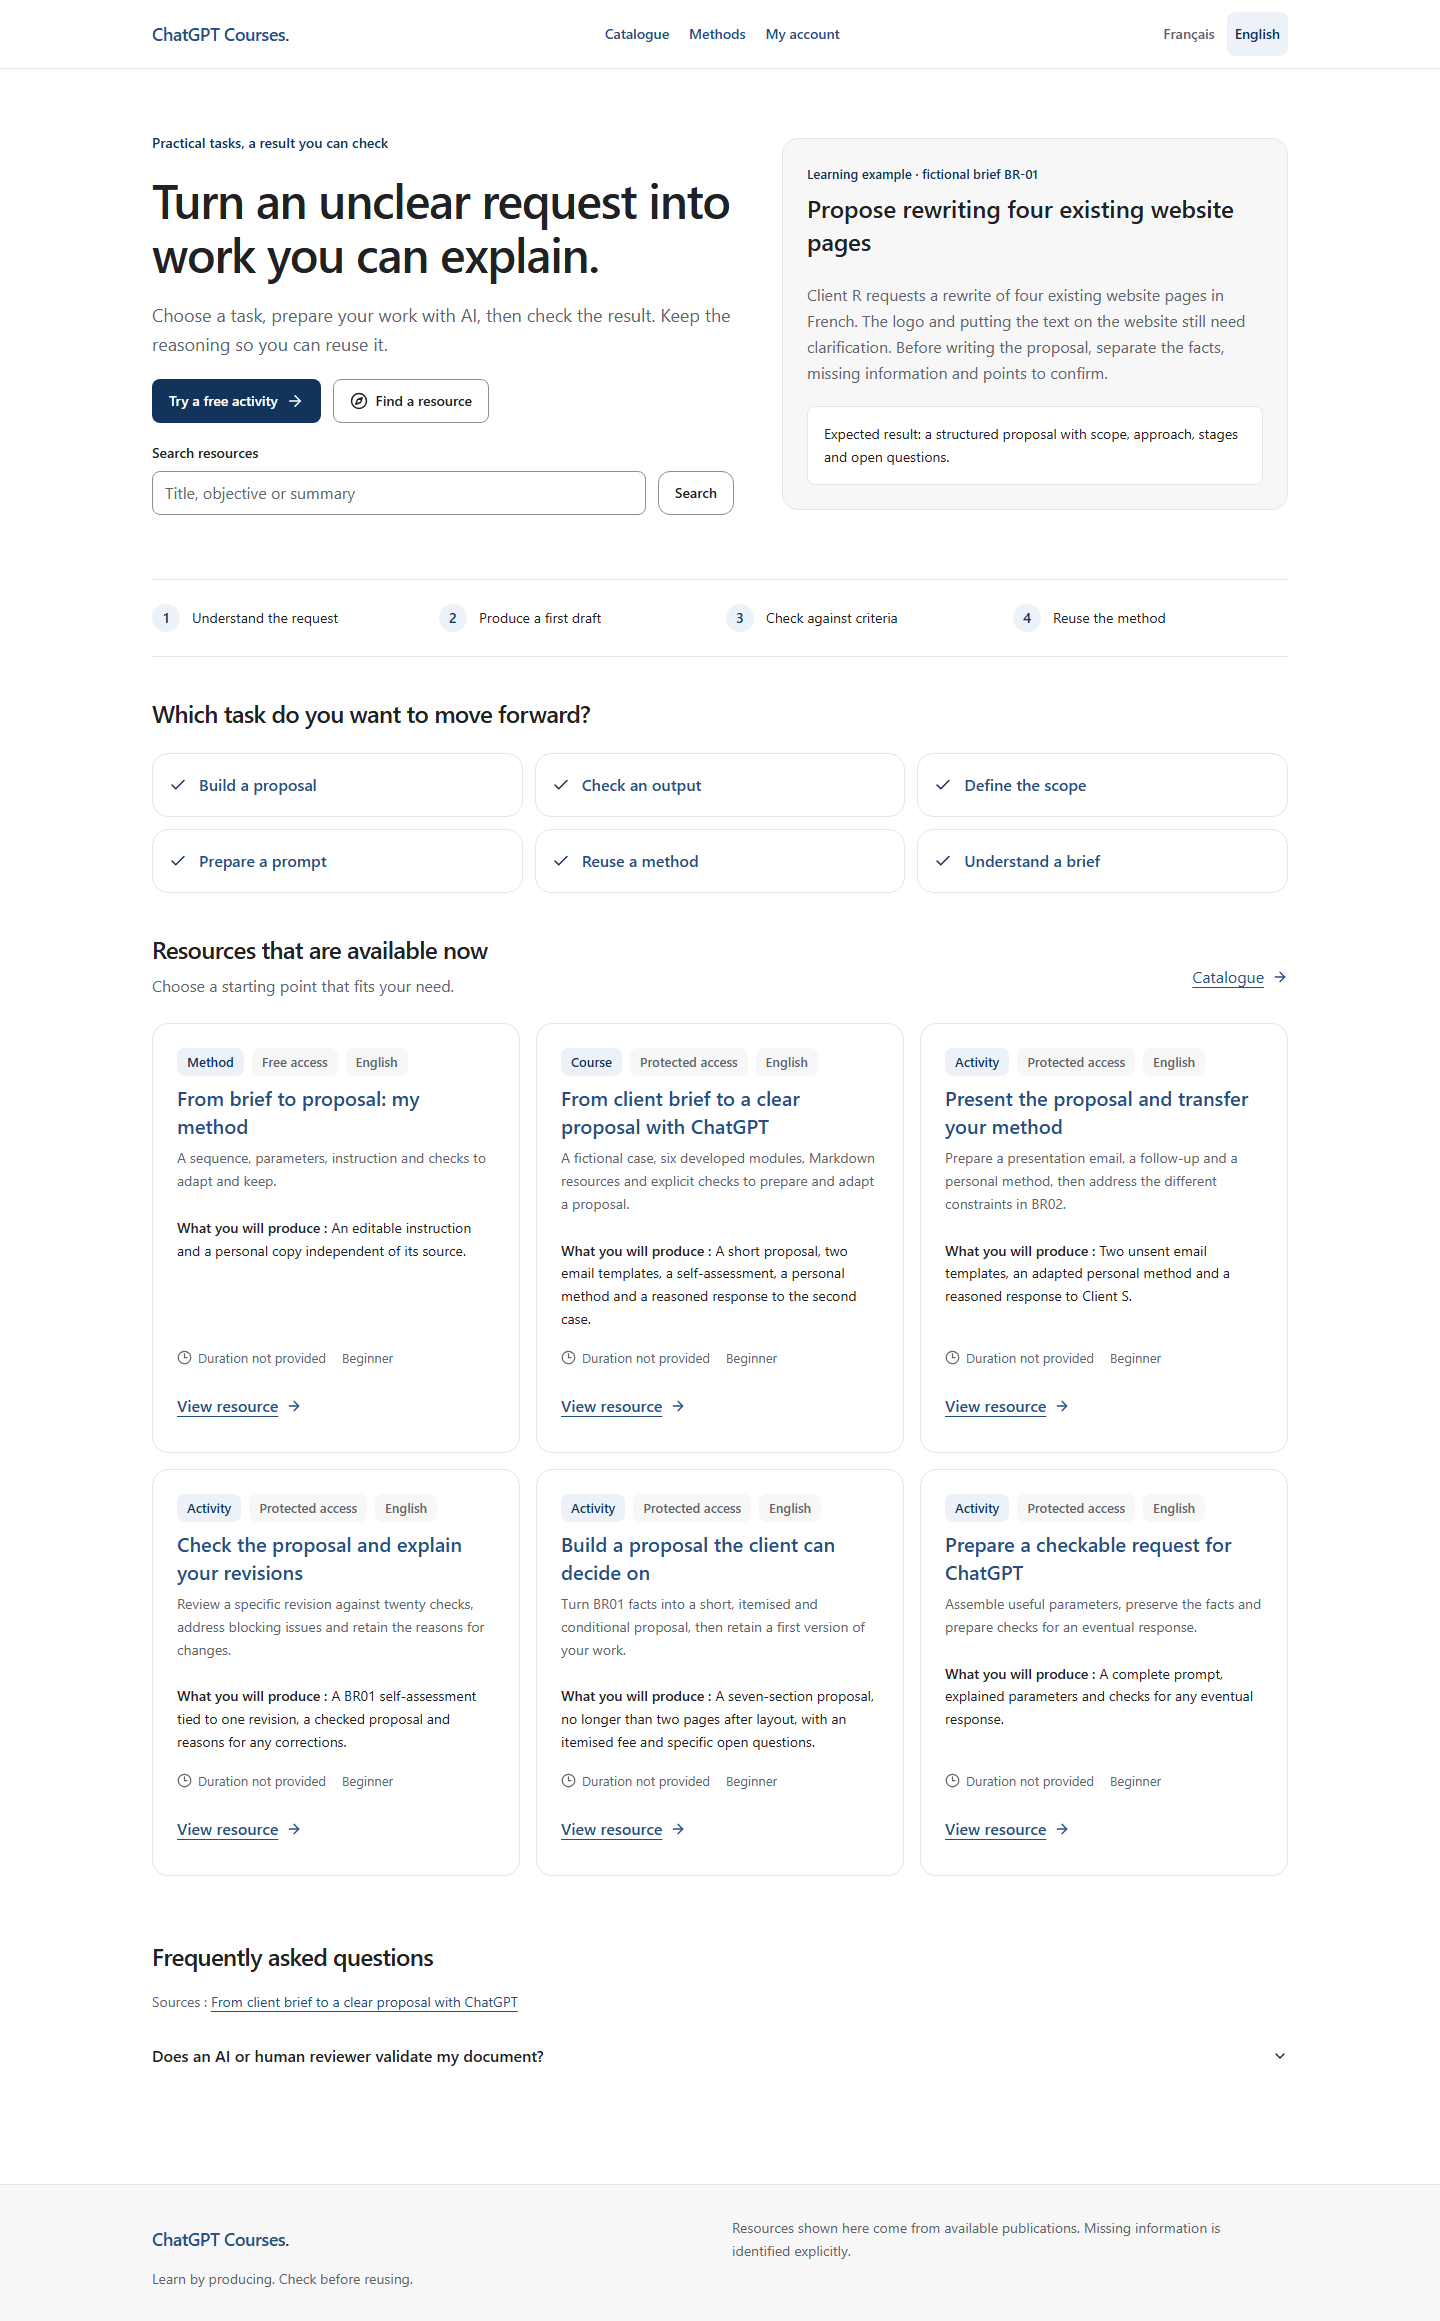 ChatGPT Courses.
Catalogue Methods My account
Français English
Practical tasks, a result you can check
Turn an unclear request into
work you can explain.
Choose a task, prepare your work with AI, then check the result. Keep the
reasoning so you can reuse it.
Try a free activity
Find a resource
Search resources
Title, objective or summary
Search
Learning example · fictional brief BR-01
Propose rewriting four existing website
pages
Client R requests a rewrite of four existing website pages in
French. The logo and putting the text on the website still need
clarification. Before writing the proposal, separate the facts,
missing information and points to confirm.
Expected result: a structured proposal with scope, approach, stages
and open questions.
1 Understand the request
2 Produce a first draft
3 Check against criteria
4 Reuse the method
Which task do you want to move forward?
Build a proposal
Check an output
Define the scope
Prepare a prompt
Reuse a method
Understand a brief
Resources that are available now
Choose a starting point that fits your need.
Catalogue
Method Free access English
From brief to proposal: my
method
A sequence, parameters, instruction and checks to
adapt and keep.
What you will produce : An editable instruction
and a personal copy independent of its source.
Duration not provided Beginner
View resource
Course Protected access English
From client brief to a clear
proposal with ChatGPT
A fictional case, six developed modules, Markdown
resources and explicit checks to prepare and adapt
a proposal.
What you will produce : A short proposal, two
email templates, a self-assessment, a personal
method and a reasoned response to the second
case.
Duration not provided Beginner
View resource
Activity Protected access English
Present the proposal and transfer
your method
Prepare a presentation email, a follow-up and a
personal method, then address the different
constraints in BR02.
What you will produce : Two unsent email
templates, an adapted personal method and a
reasoned response to Client S.
Duration not provided Beginner
View resource
Activity Protected access English
Check the proposal and explain
your revisions
Review a specific revision against twenty checks,
address blocking issues and retain the reasons for
changes.
What you will produce : A BR01 self-assessment
tied to one revision, a checked proposal and
reasons for any corrections.
Duration not provided Beginner
View resource
Activity Protected access English
Build a proposal the client can
decide on
Turn BR01 facts into a short, itemised and
conditional proposal, then retain a first version of
your work.
What you will produce : A seven-section proposal,
no longer than two pages after layout, with an
itemised fee and specific open questions.
Duration not provided Beginner
View resource
Activity Protected access English
Prepare a checkable request for
ChatGPT
Assemble useful parameters, preserve the facts and
prepare checks for an eventual response.
What you will produce : A complete prompt,
explained parameters and checks for any eventual
response.
Duration not provided Beginner
View resource
Frequently asked questions
Sources : From client brief to a clear proposal with ChatGPT
Does an AI or human reviewer validate my document?
ChatGPT Courses.
Learn by producing. Check before reusing.
Resources shown here come from available publications. Missing information is
identified explicitly.